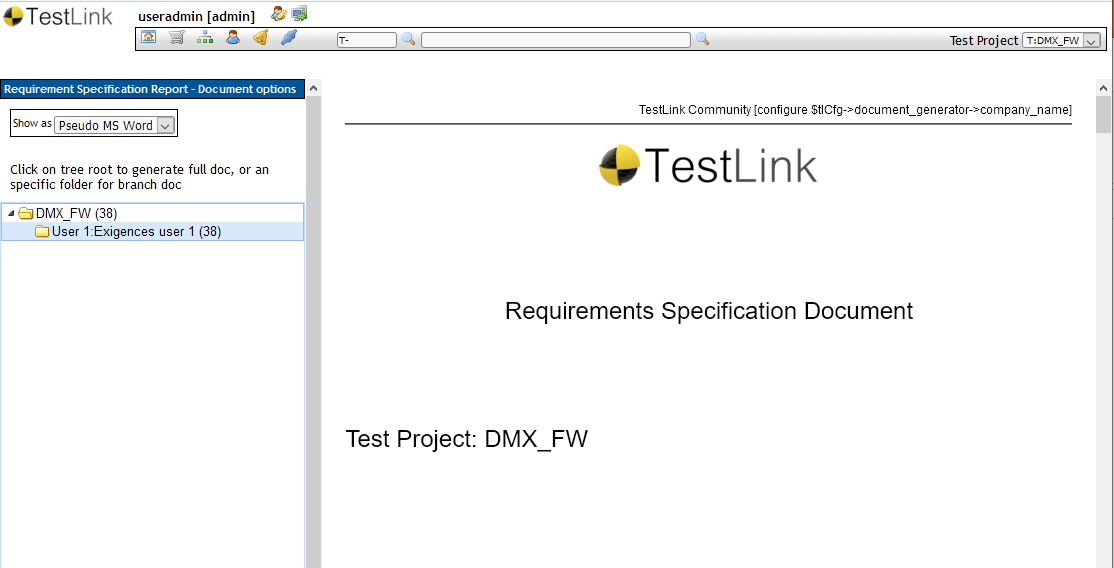 TestLink
useradmin [admin]
T-
Test Project T:DMX_FW
Requirement Specification Report - Document options
Show as Pseudo MS Word
Click on tree root to generate full doc, or an
specific folder for branch doc
DMX_FW (38)
User 1:Exigences user 1 (38)
TestLink Community [configure $tlCfg->document_generator->company_name]
TestLink
Requirements Specification Document
Test Project: DMX_FW